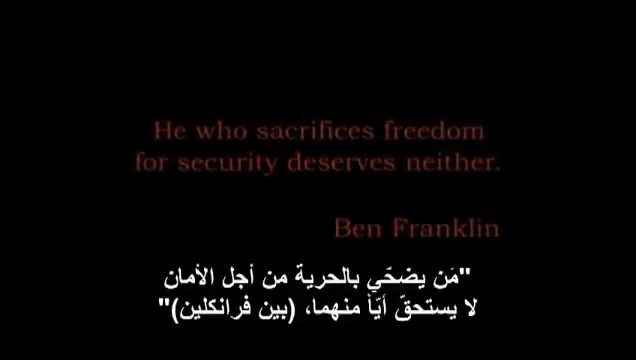 He who sacrifices freedom
for security deserves neither.
Ben Franklin
"مَن يضحّي بالحرية من أجل الأمان
لا يستحقّ أيّاً منهما، (بين فرانكلين)"